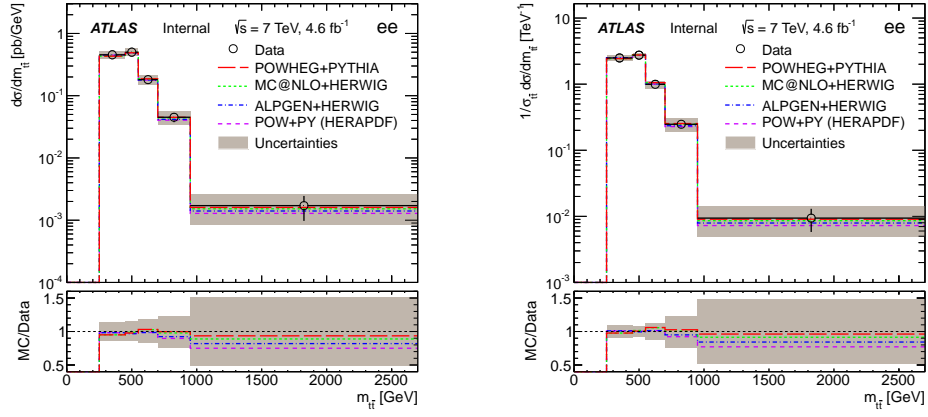 ATLAS Internal √s = 7 TeV, 4.6 fb⁻¹ ee
Data
POWHEG+PYTHIA
MC@NLO+HERWIG
ALPGEN+HERWIG
POW+PY (HERAPDF)
Uncertainties
dσ/dm_tt̄ [pb/GeV]
1
10⁻¹
10⁻²
10⁻³
10⁻⁴
MC/Data
1.5
1
0.5
0 500 1000 1500 2000 2500
m_tt̄ [GeV]
ATLAS Internal √s = 7 TeV, 4.6 fb⁻¹ ee
Data
POWHEG+PYTHIA
MC@NLO+HERWIG
ALPGEN+HERWIG
POW+PY (HERAPDF)
Uncertainties
1/σ_tt̄ dσ/dm_tt̄ [TeV⁻¹]
10
1
10⁻¹
10⁻²
10⁻³
MC/Data
1.5
1
0.5
0 500 1000 1500 2000 2500
m_tt̄ [GeV]